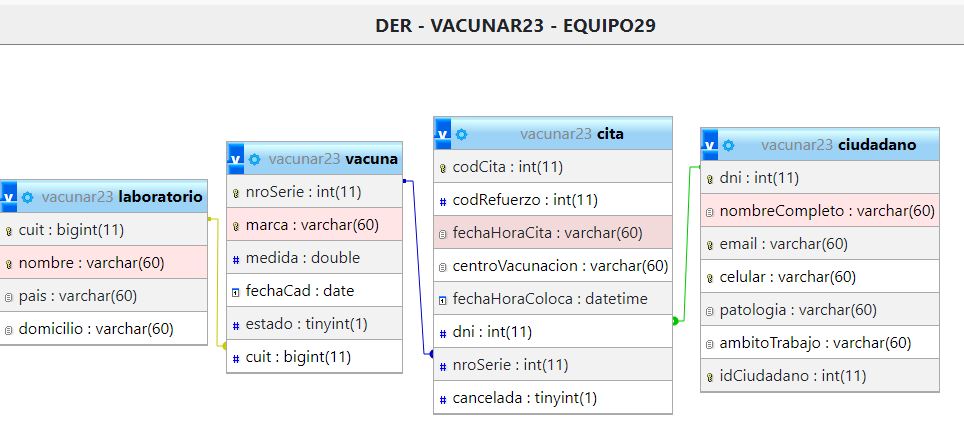 DER - VACUNAR23 - EQUIPO29
v vacunar23 laboratorio
cuit : bigint(11)
nombre : varchar(60)
pais : varchar(60)
domicilio : varchar(60)
v vacunar23 vacuna
nroSerie : int(11)
marca : varchar(60)
# medida : double
fechaCad : date
# estado : tinyint(1)
# cuit : bigint(11)
v vacunar23 cita
codCita : int(11)
# codRefuerzo : int(11)
fechaHoraCita : varchar(60)
centroVacunacion : varchar(60)
fechaHoraColoca : datetime
# dni : int(11)
# nroSerie : int(11)
# cancelada : tinyint(1)
v vacunar23 ciudadano
dni : int(11)
nombreCompleto : varchar(60)
email : varchar(60)
celular : varchar(60)
patologia : varchar(60)
ambitoTrabajo : varchar(60)
idCiudadano : int(11)